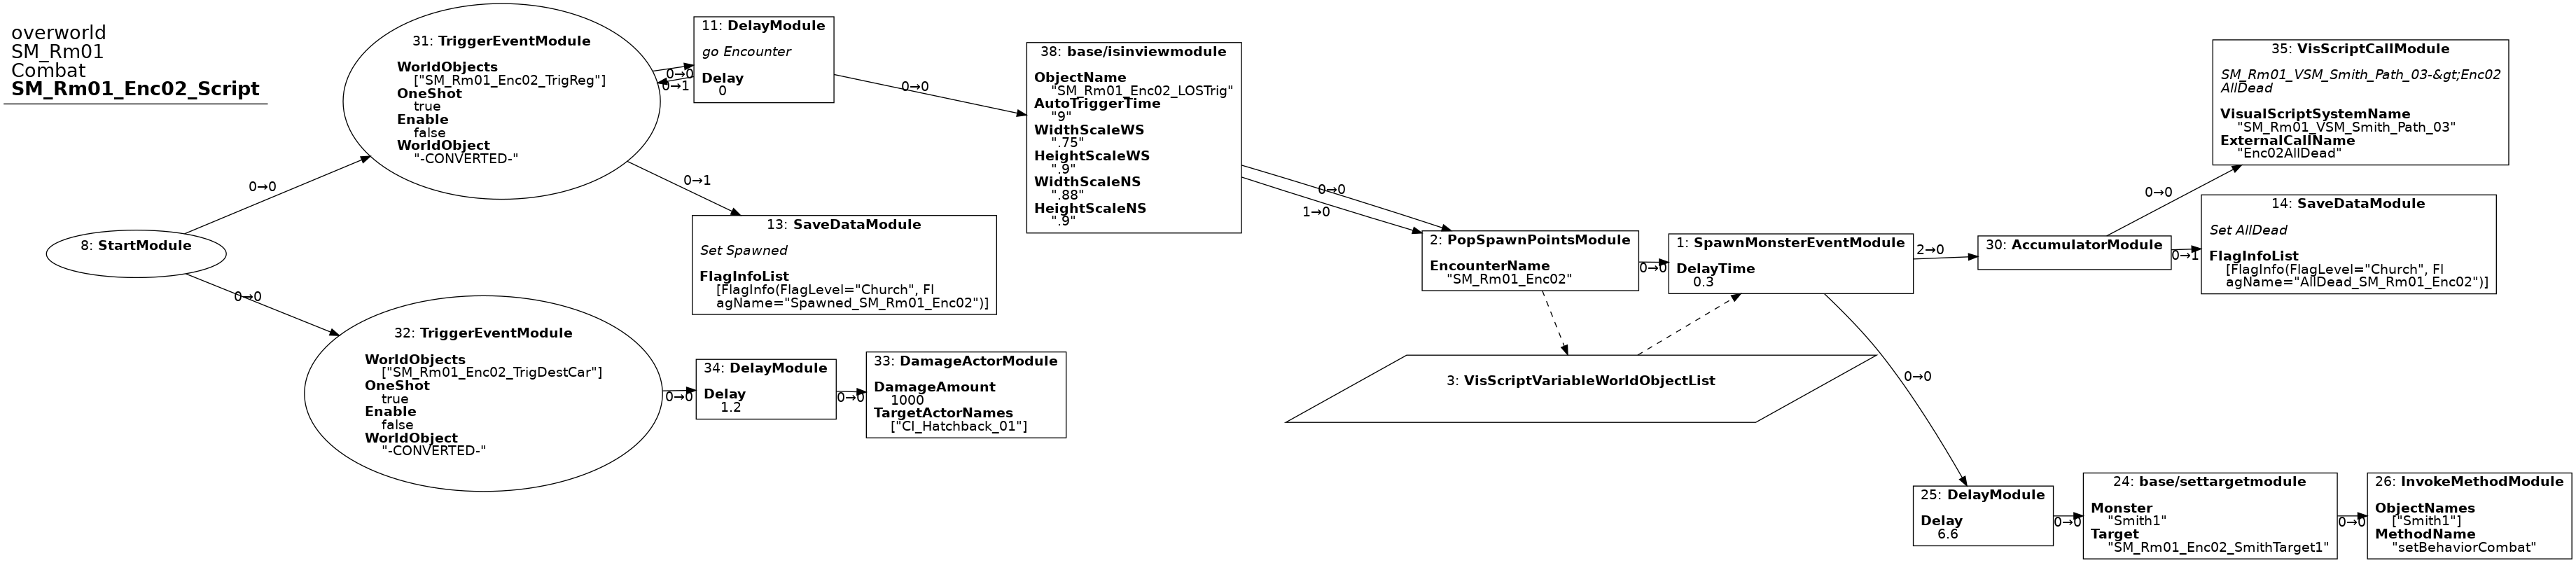 overworld
SM_Rm01
Combat
SM_Rm01_Enc02_Script
8: StartModule
0→0
0→0
31: TriggerEventModule
WorldObjects
["SM_Rm01_Enc02_TrigReg"]
OneShot
true
Enable
false
WorldObject
"-CONVERTED-"
0→0
0→1
0→1
11: DelayModule
go Encounter
Delay
0
0→0
13: SaveDataModule
Set Spawned
FlagInfoList
[FlagInfo(FlagLevel="Church", Fl
agName="Spawned_SM_Rm01_Enc02")]
32: TriggerEventModule
WorldObjects
["SM_Rm01_Enc02_TrigDestCar"]
OneShot
true
Enable
false
WorldObject
"-CONVERTED-"
0→0
34: DelayModule
Delay
1.2
0→0
33: DamageActorModule
DamageAmount
1000
TargetActorNames
["CI_Hatchback_01"]
38: base/isinviewmodule
ObjectName
"SM_Rm01_Enc02_LOSTrig"
AutoTriggerTime
"9"
WidthScaleWS
".75"
HeightScaleWS
".9"
WidthScaleNS
".88"
HeightScaleNS
".9"
0→0
1→0
2: PopSpawnPointsModule
EncounterName
"SM_Rm01_Enc02"
0→0
1: SpawnMonsterEventModule
DelayTime
0.3
2→0
0→0
3: VisScriptVariableWorldObjectList
30: AccumulatorModule
0→0
0→1
35: VisScriptCallModule
SM_Rm01_VSM_Smith_Path_03-&gt;Enc02
AllDead
VisualScriptSystemName
"SM_Rm01_VSM_Smith_Path_03"
ExternalCallName
"Enc02AllDead"
14: SaveDataModule
Set AllDead
FlagInfoList
[FlagInfo(FlagLevel="Church", Fl
agName="AllDead_SM_Rm01_Enc02")]
25: DelayModule
Delay
6.6
0→0
24: base/settargetmodule
Monster
"Smith1"
Target
"SM_Rm01_Enc02_SmithTarget1"
0→0
26: InvokeMethodModule
ObjectNames
["Smith1"]
MethodName
"setBehaviorCombat"